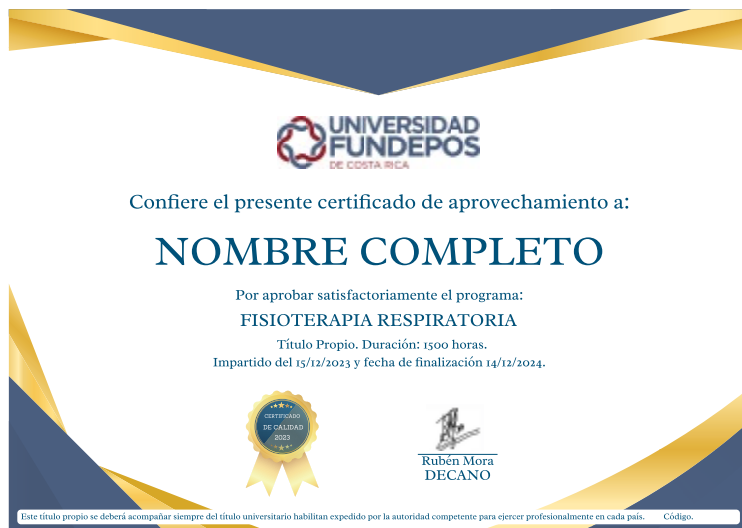 UNIVERSIDAD
FUNDEPOS
DE COSTA RICA
Confiere el presente certificado de aprovechamiento a:
NOMBRE COMPLETO
Por aprobar satisfactoriamente el programa:
FISIOTERAPIA RESPIRATORIA
Título Propio. Duración: 1500 horas.
Impartido del 15/12/2023 y fecha de finalización 14/12/2024.
CERTIFICADO
DE CALIDAD
2023
Rubén Mora
DECANO
Este título propio se deberá acompañar siempre del título universitario habilitan expedido por la autoridad competente para ejercer profesionalmente en cada país. Código.